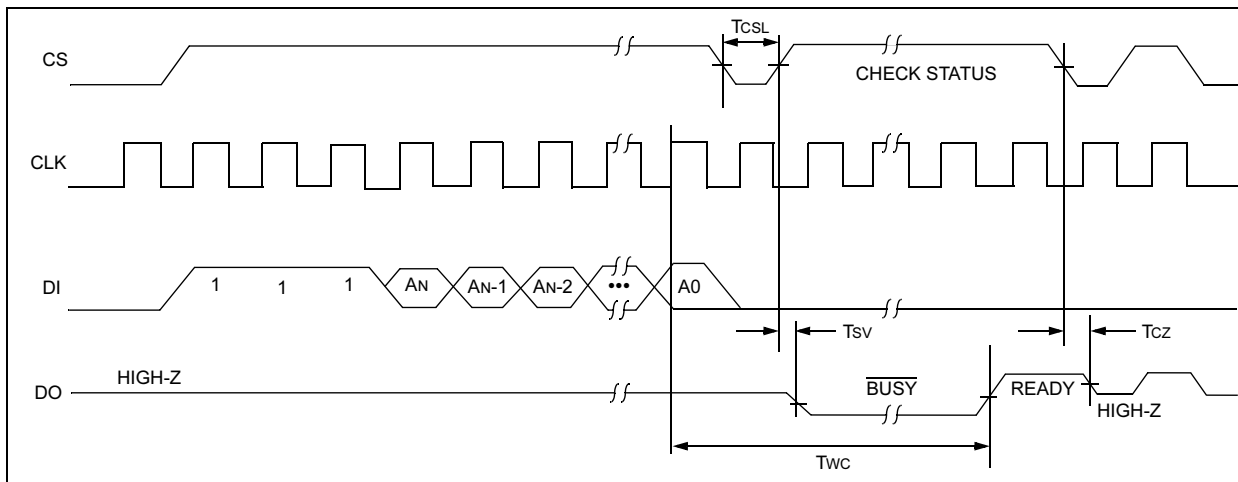 TCSL
CS
CHECK STATUS
CLK
DI
1 1 1 AN AN-1 AN-2 ••• A0
TSV
TCZ
HIGH-Z
BUSY
READY
DO
HIGH-Z
TWC